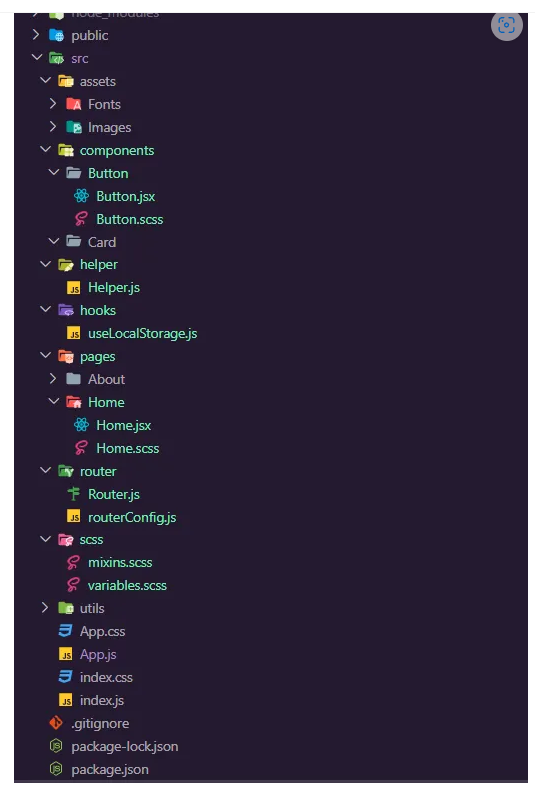 node_modules
public
src
assets
Fonts
Images
components
Button
Button.jsx
Button.scss
Card
helper
Helper.js
hooks
useLocalStorage.js
pages
About
Home
Home.jsx
Home.scss
router
Router.js
routerConfig.js
scss
mixins.scss
variables.scss
utils
App.css
App.js
index.css
index.js
.gitignore
package-lock.json
package.json